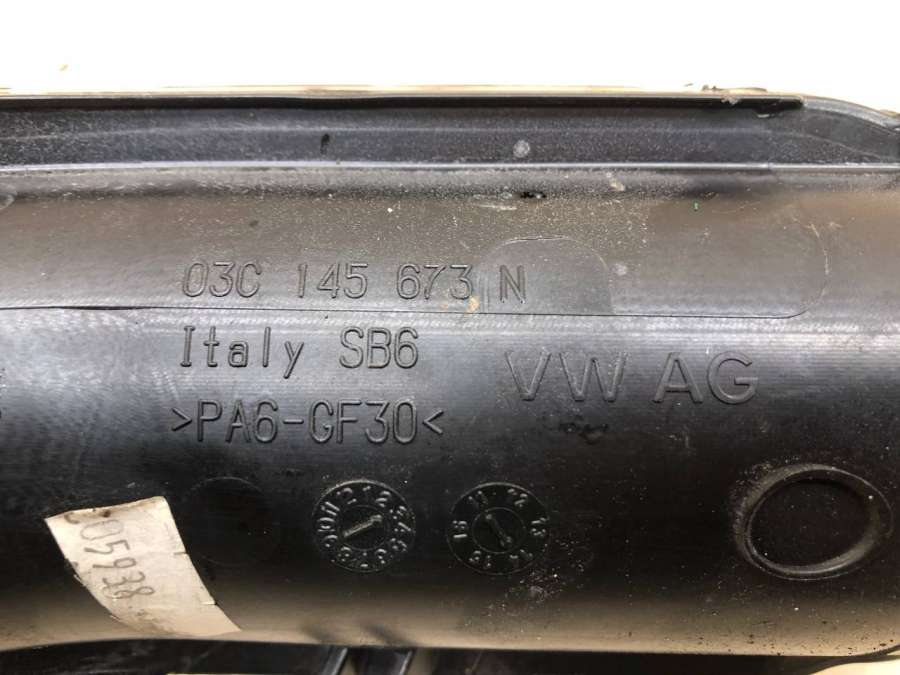 03C 145 673 N
Italy SB6
VW AG
>PA6-GF30<